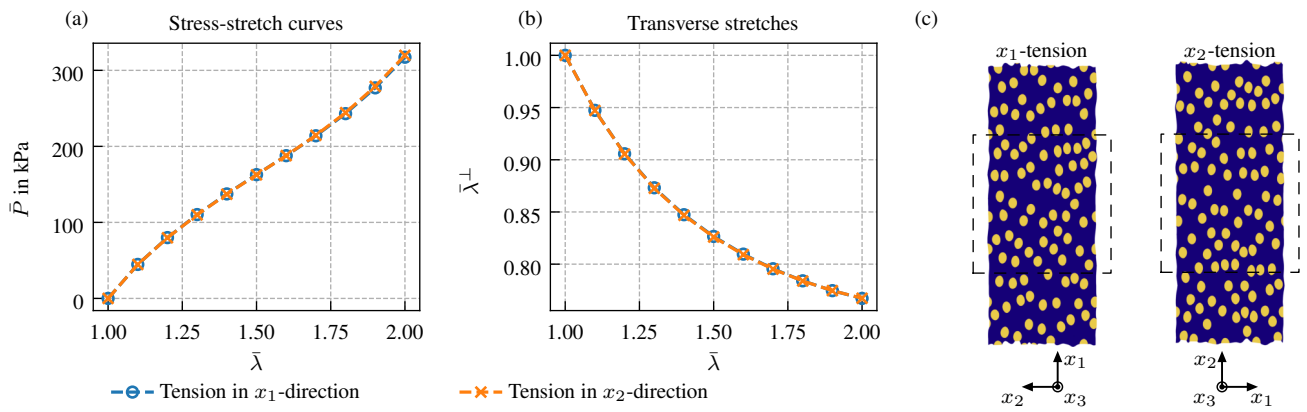 (a)
Stress-stretch curves
300
200
100
0
P̄ in kPa
1.00 1.25 1.50 1.75 2.00
λ̄
(b)
Transverse stretches
1.00
0.95
0.90
0.85
0.80
λ̄⊥
1.00 1.25 1.50 1.75 2.00
λ̄
Tension in x₁-direction
Tension in x₂-direction
(c)
x₁-tension
x₂-tension
x₁
x₂ x₃
x₂
x₃ x₁